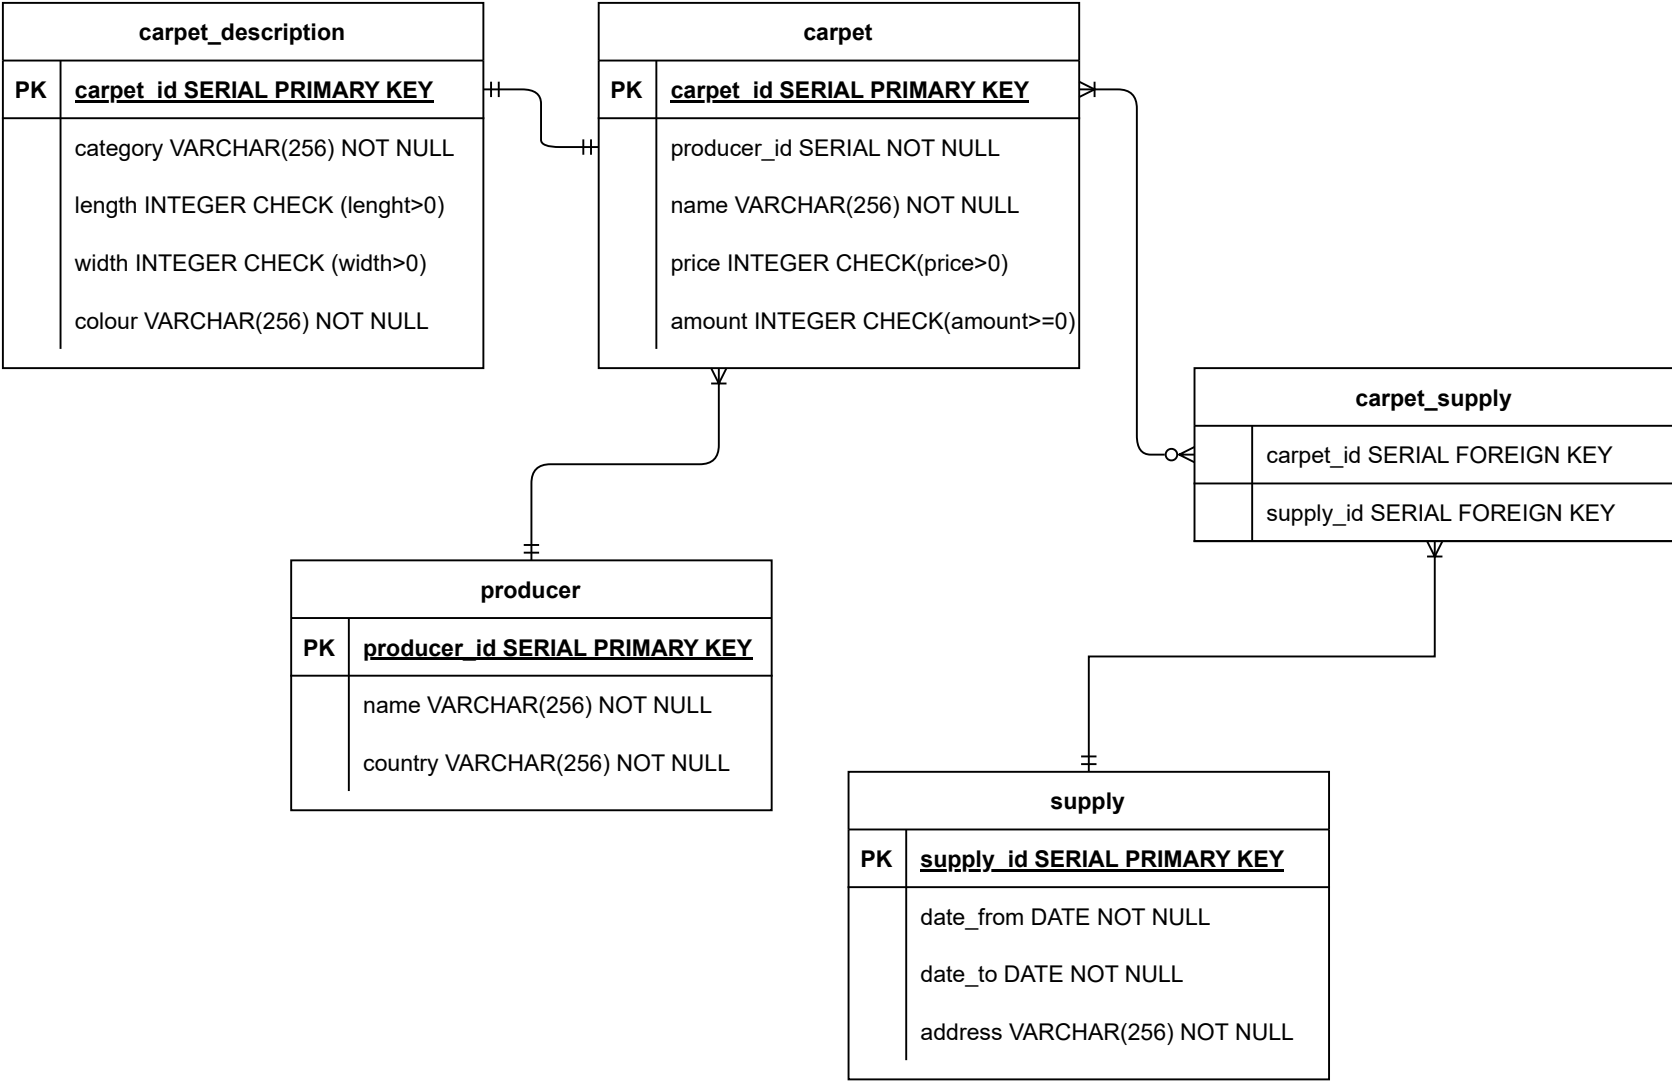 carpet_description
PK carpet_id SERIAL PRIMARY KEY
category VARCHAR(256) NOT NULL
length INTEGER CHECK (lenght>0)
width INTEGER CHECK (width>0)
colour VARCHAR(256) NOT NULL
carpet
PK carpet_id SERIAL PRIMARY KEY
producer_id SERIAL NOT NULL
name VARCHAR(256) NOT NULL
price INTEGER CHECK(price>0)
amount INTEGER CHECK(amount>=0)
carpet_supply
carpet_id SERIAL FOREIGN KEY
supply_id SERIAL FOREIGN KEY
producer
PK producer_id SERIAL PRIMARY KEY
name VARCHAR(256) NOT NULL
country VARCHAR(256) NOT NULL
supply
PK supply_id SERIAL PRIMARY KEY
date_from DATE NOT NULL
date_to DATE NOT NULL
address VARCHAR(256) NOT NULL